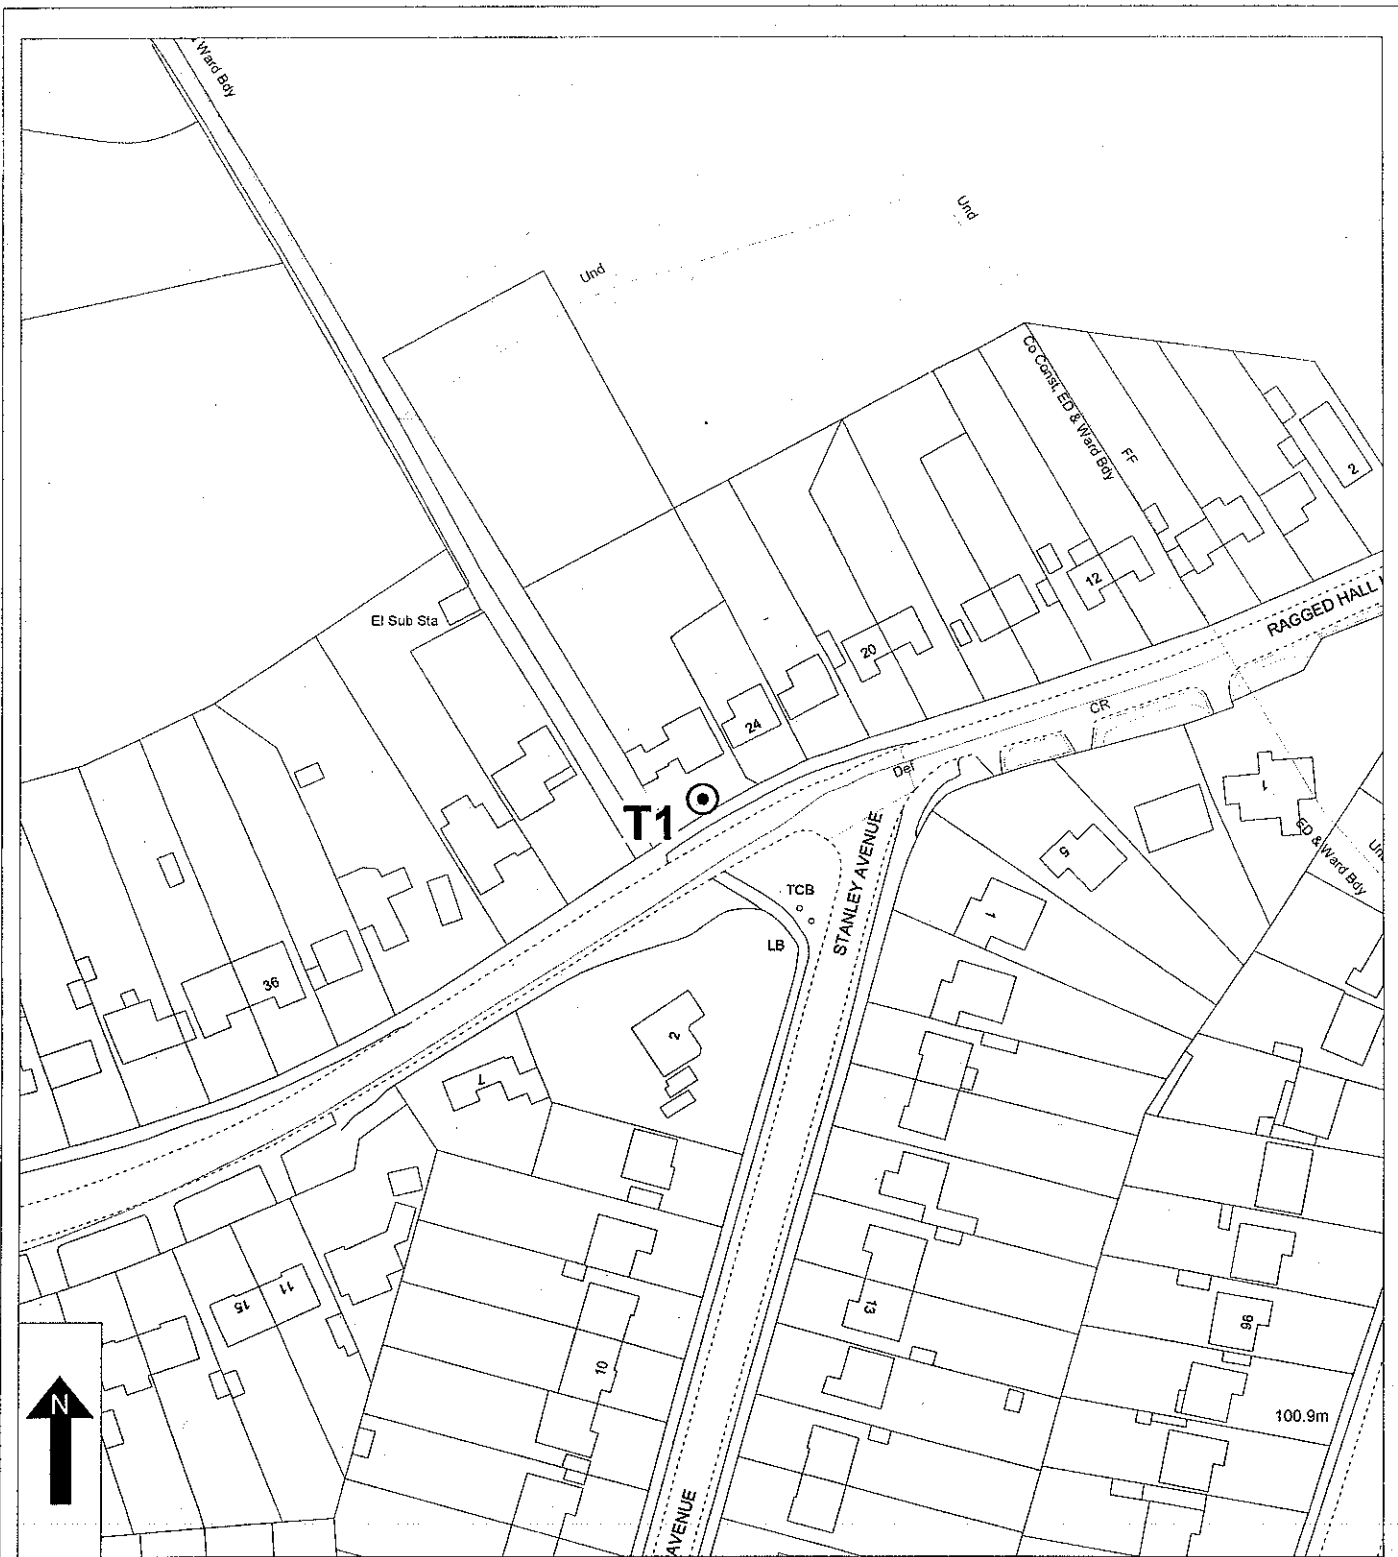 Ward Bdy
Und
Und
Co Const, ED & Ward Bdy
FF
2
12
RAGGED HALL
El Sub Sta
20
24
CR
Def
T1
1
5
ED & Ward Bdy
TCB
STANLEY AVENUE
1
LB
36
2
7
11
15
13
96
10
100.9m
N
AVENUE